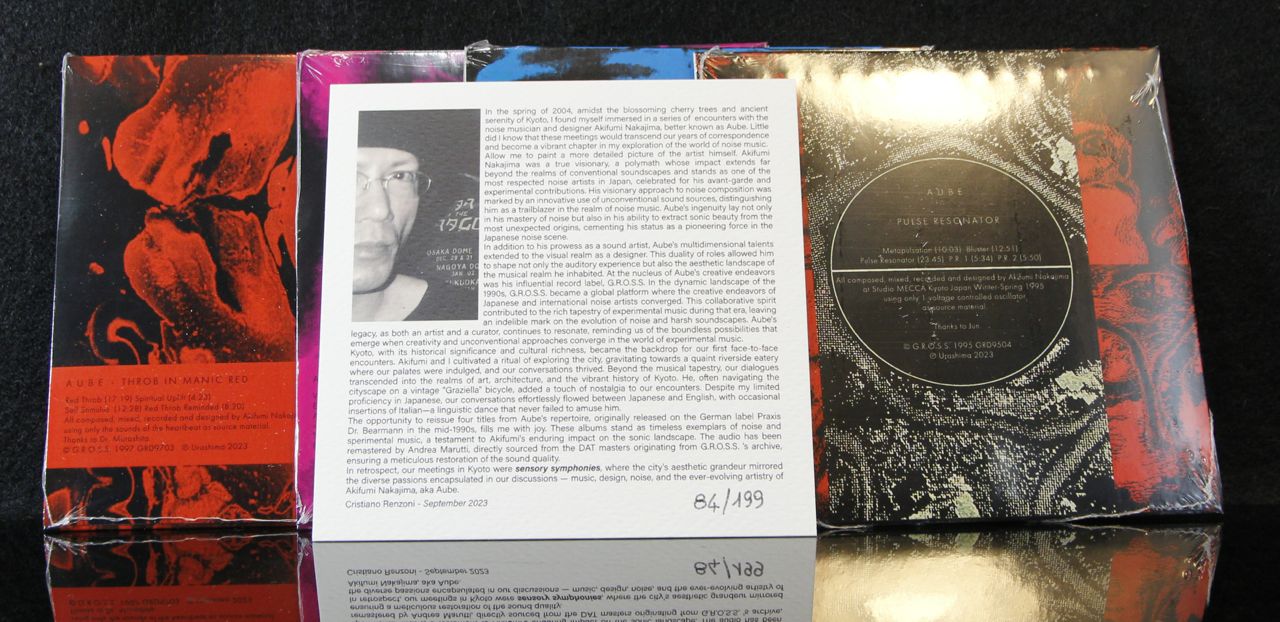 In the spring of 2004, amidst the blossoming cherry trees and ancient
serenity of Kyoto, I found myself immersed in a series of encounters with the
noise musician and designer Akifumi Nakajima, better known as Aube. Little
did I know that these meetings would transcend our years of correspondence
and become a vibrant chapter in my exploration of the world of noise music.
Allow me to paint a more detailed picture of the artist himself. Akifumi
Nakajima was a true visionary, a polymath whose impact extends far
beyond the realms of conventional soundscapes and stands as one of the
most respected noise artists in Japan, celebrated for his avant-garde and
experimental contributions. His visionary approach to noise composition was
marked by an innovative use of unconventional sound sources, distinguishing
him as a trailblazer in the realm of noise music. Aube's ingenuity lay not only
in his mastery of noise but also in his ability to extract sonic beauty from the
most unexpected origins, cementing his status as a pioneering force in the
Japanese noise scene.
In addition to his prowess as a sound artist, Aube's multidimensional talents
extended to the visual realm as a designer. This duality of roles allowed him
to shape not only the auditory experience but also the aesthetic landscape of
the musical realm he inhabited. At the nucleus of Aube's creative endeavors
was his influential record label, G.R.O.S.S. In the dynamic landscape of the
1990s, G.R.O.S.S. became a global platform where the creative endeavors of
Japanese and international noise artists converged. This collaborative spirit
contributed to the rich tapestry of experimental music during that era, leaving
an indelible mark on the evolution of noise and harsh soundscapes. Aube's
legacy, as both an artist and a curator, continues to resonate, reminding us of the boundless possibilities that
emerge when creativity and unconventional approaches converge in the world of experimental music.
Kyoto, with its historical significance and cultural richness, became the backdrop for our first face-to-face
encounters. Akifumi and I cultivated a ritual of exploring the city, gravitating towards a quaint riverside eatery
where our palates were indulged, and our conversations thrived. Beyond the musical tapestry, our dialogues
transcended into the realms of art, architecture, and the vibrant history of Kyoto. He, often navigating the
cityscape on a vintage "Graziella" bicycle, added a touch of nostalgia to our encounters. Despite my limited
proficiency in Japanese, our conversations effortlessly flowed between Japanese and English, with occasional
insertions of Italian—a linguistic dance that never failed to amuse him.
The opportunity to reissue four titles from Aube's repertoire, originally released on the German label Praxis
Dr. Bearmann in the mid-1990s, fills me with joy. These albums stand as timeless exemplars of noise and
sperimental music, a testament to Akifumi's enduring impact on the sonic landscape. The audio has been
remastered by Andrea Marutti, directly sourced from the DAT masters originating from G.R.O.S.S. 's archive,
ensuring a meticulous restoration of the sound quality.
In retrospect, our meetings in Kyoto were sensory symphonies, where the city's aesthetic grandeur mirrored
the diverse passions encapsulated in our discussions — music, design, noise, and the ever-evolving artistry of
Akifumi Nakajima, aka Aube.
Cristiano Renzoni - September 2023
84/199
OSAKA DOME
NAGOYA DO
AUBE · THROB IN MANIC RED
Red Throb (17:19) Spiritual Uplift (4:23)
(12:28) Red Throb Reminded (8:20)
All composed, mixed, recorded and designed by Akifumi Nakaj
using only the sounds of the heartbeat as source material.
Thanks to Dr. Murashita
© G.R.O.S.S. 1997 GRD9703 ℗ Urashima 2023
AUBE
PULSE RESONATOR
Metapulsation (10:03) Bluster (12:51)
Pulse Resonator (23:45) P.R. 1 (5:34) P.R. 2 (5:50)
All composed, mixed, recorded and designed by Akifumi Nakajima
at Studio MECCA Kyoto Japan Winter-Spring 1995
using only 1 voltage controlled oscillator
as source material.
Thanks to Jun
© G.R.O.S.S. 1995 GRD9504
℗ Urashima 2023